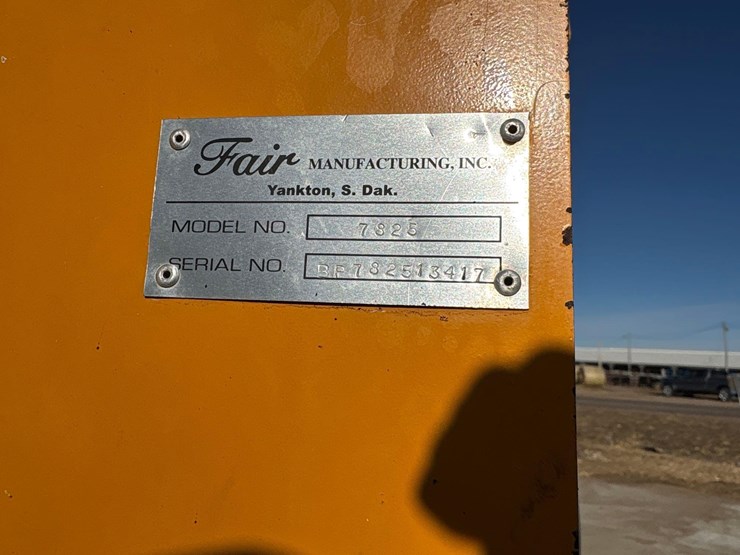 Fair MANUFACTURING, INC.
Yankton, S. Dak.
MODEL NO. 7825
SERIAL NO. BF782513417